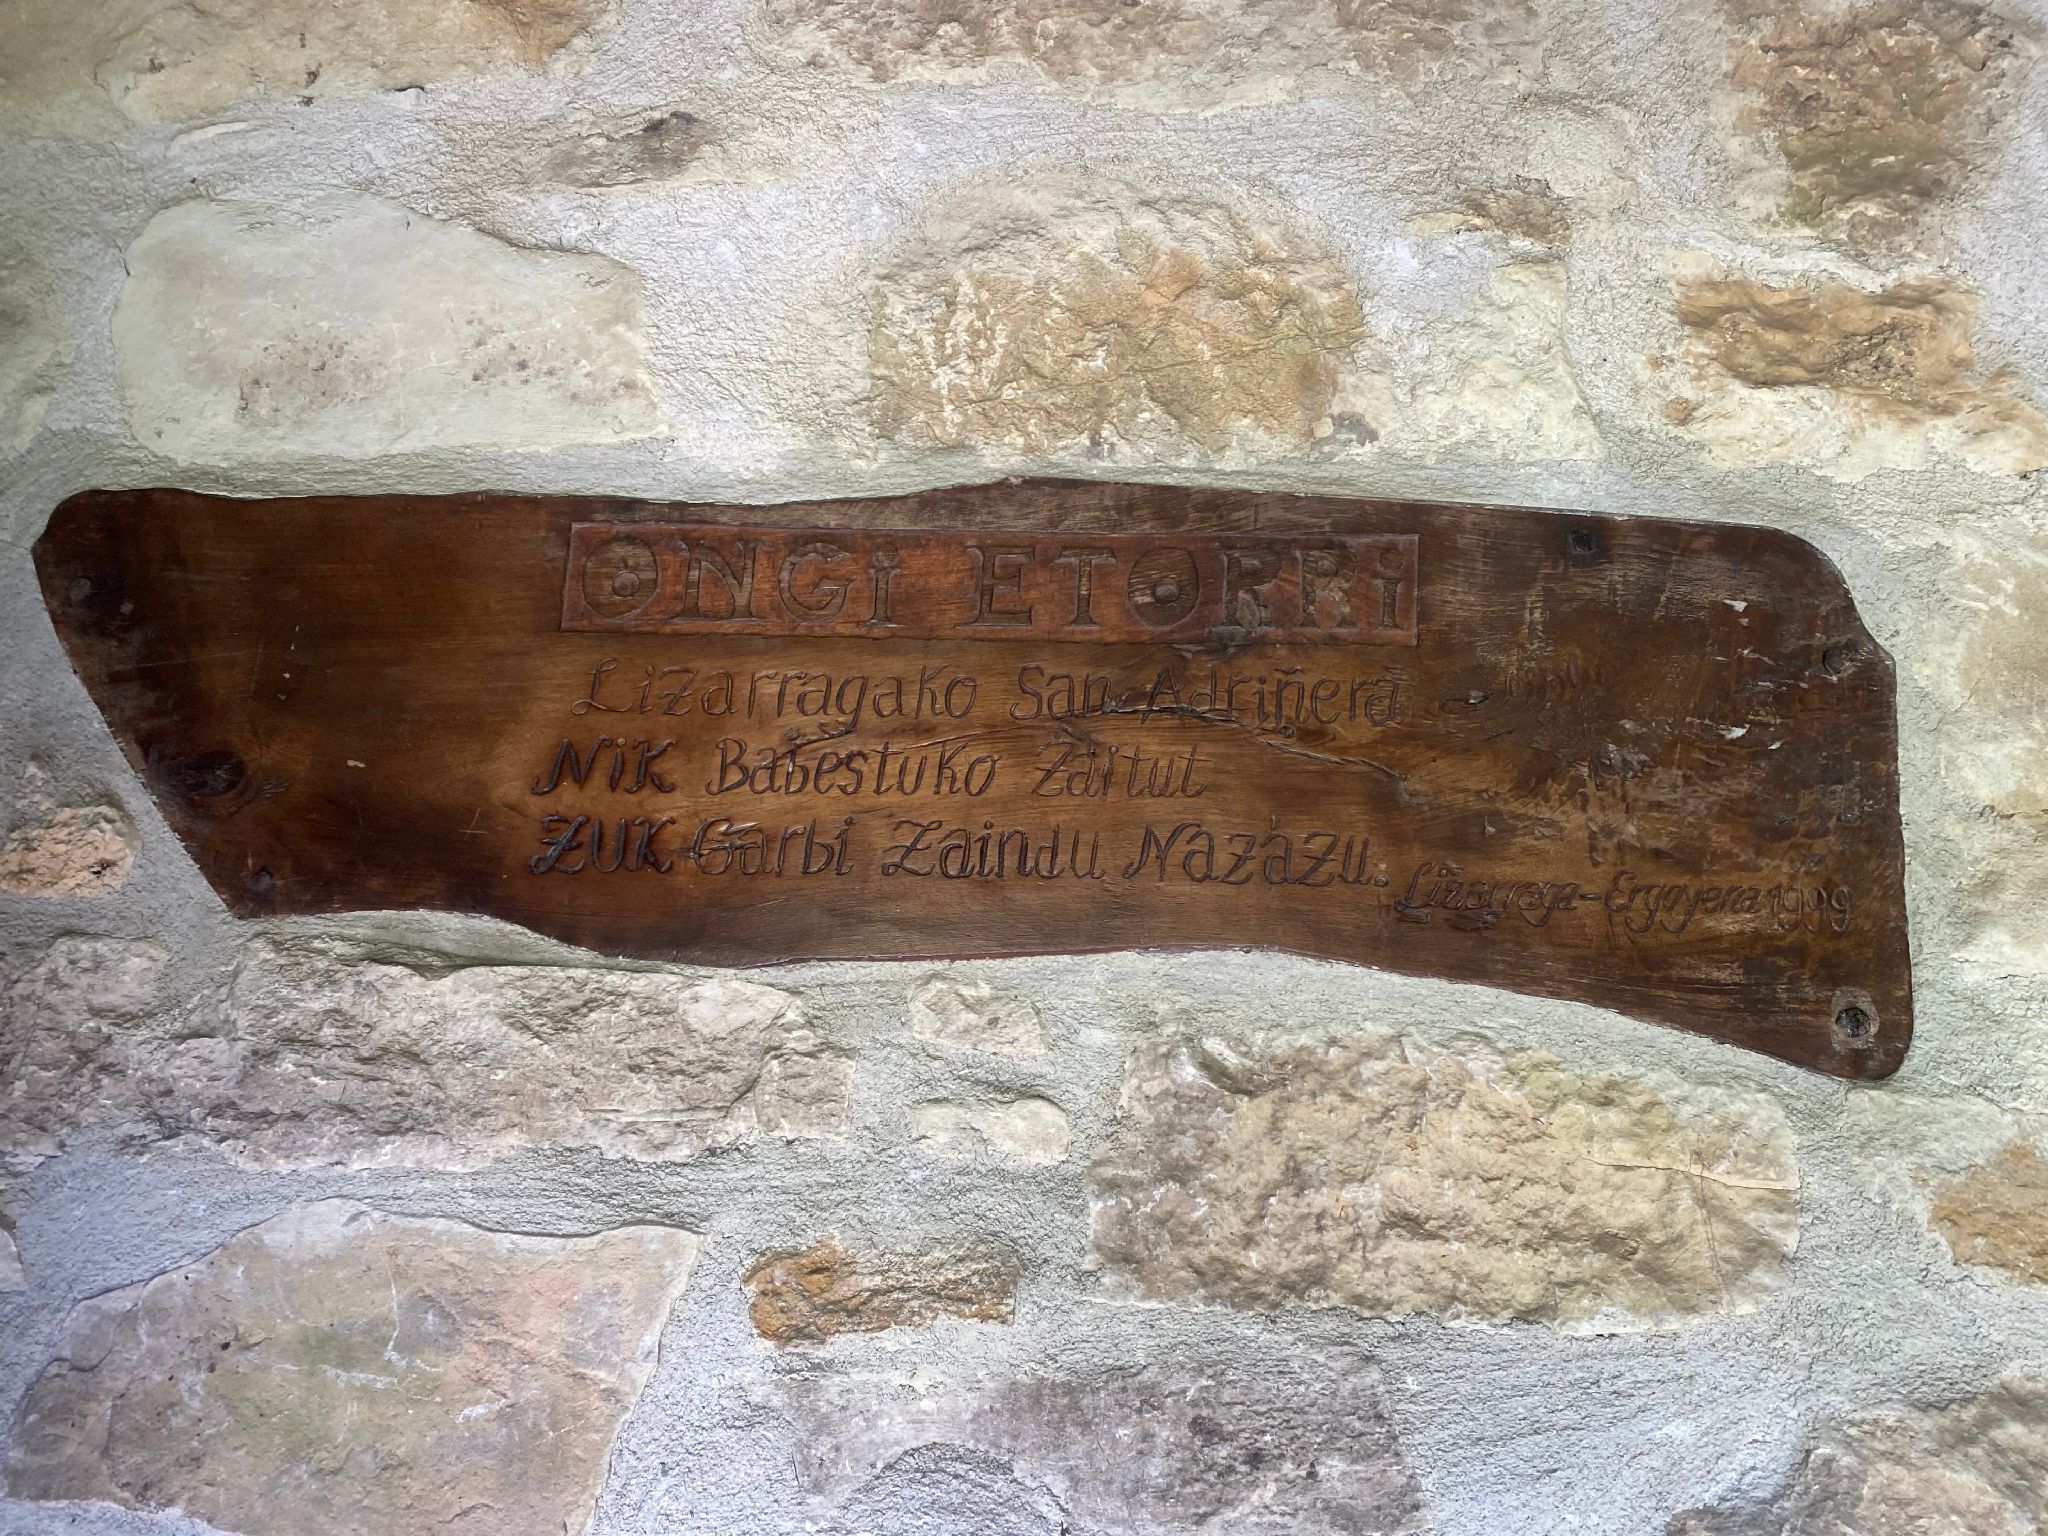 ONGi ETORRi
Lizarragako San Adriñera
NiK BabestuKo Zaitut
ZUK Garbi Zaindu Nazazu.
Lizarraga-Ergoyena 1999